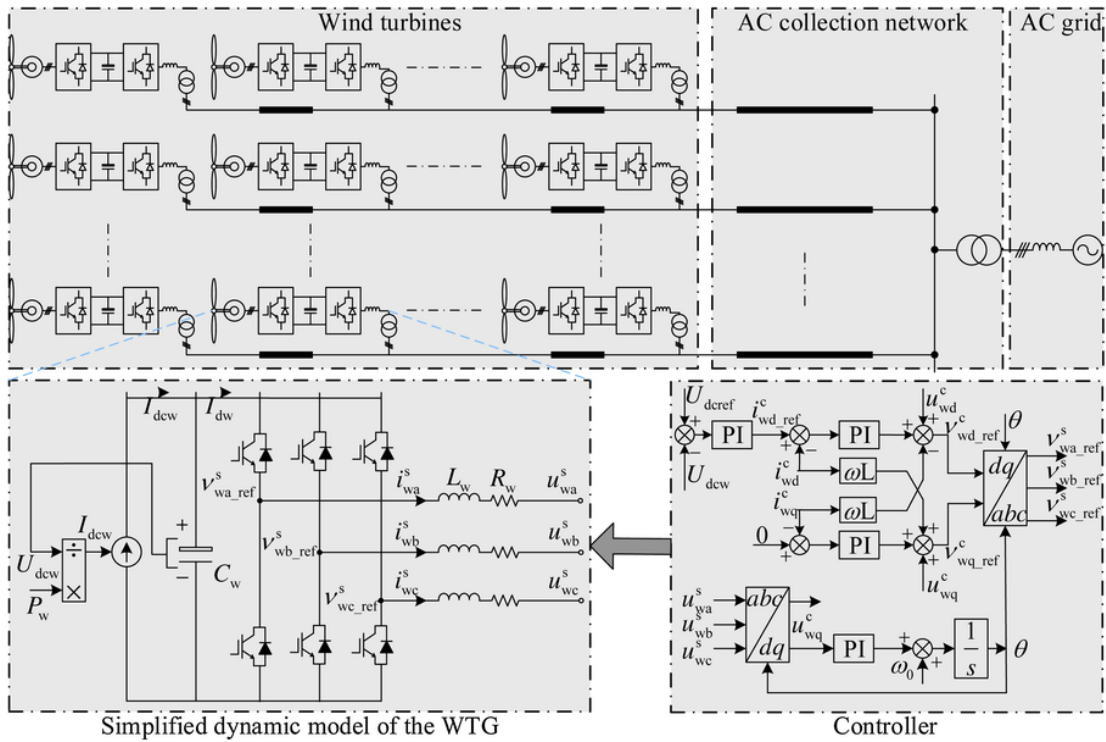 Wind turbines
AC collection network
AC grid
I_dcw
I_dw
v^s_wa_ref
v^s_wb_ref
v^s_wc_ref
i^s_wa
i^s_wb
i^s_wc
L_w
R_w
u^s_wa
u^s_wb
u^s_wc
I_dcw
U_dcw
P_w
÷
×
+
−
C_w
Simplified dynamic model of the WTG
U_dcref
U_dcw
PI
i^c_wd_ref
PI
u^c_wd
v^c_wd_ref
θ
i^c_wd
ωL
i^c_wq
ωL
0
PI
u^c_wq
v^c_wq_ref
dq
abc
v^s_wa_ref
v^s_wb_ref
v^s_wc_ref
u^s_wa
u^s_wb
u^s_wc
abc
dq
u^c_wq
PI
ω_0
1
s
θ
Controller